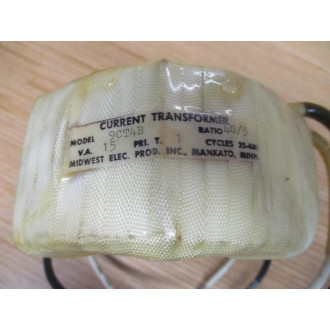 CURRENT TRANSFORMER
MODEL 9CT4B RATIO 40/5
V.A. 15 PRI. T. 1 CYCLES 25-400
MIDWEST ELEC. PROD. INC., MANKATO, MINN.